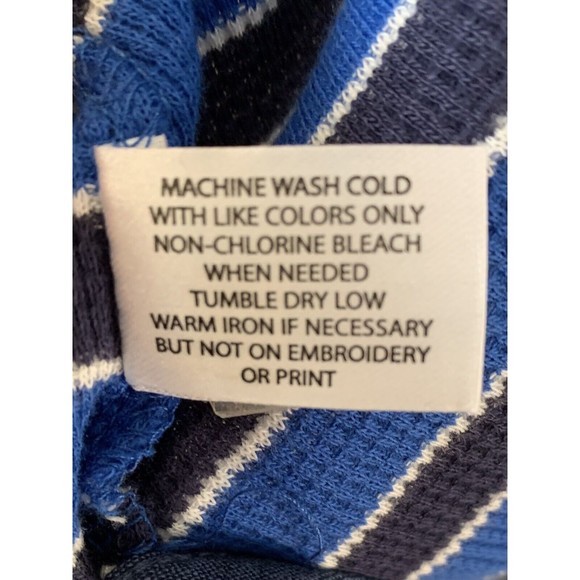 MACHINE WASH COLD
WITH LIKE COLORS ONLY
NON-CHLORINE BLEACH
WHEN NEEDED
TUMBLE DRY LOW
WARM IRON IF NECESSARY
BUT NOT ON EMBROIDERY
OR PRINT